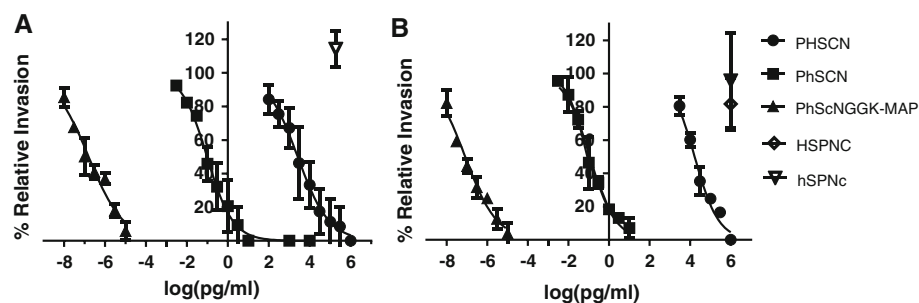 A
% Relative Invasion
120
100
80
60
40
20
-8 -6 -4 -2 0 2 4 6
log(pg/ml)
B
% Relative Invasion
120
100
80
60
40
20
-8 -6 -4 -2 0 2 4 6
log(pg/ml)
PHSCN
PhSCN
PhScNGGK-MAP
HSPNC
hSPNc